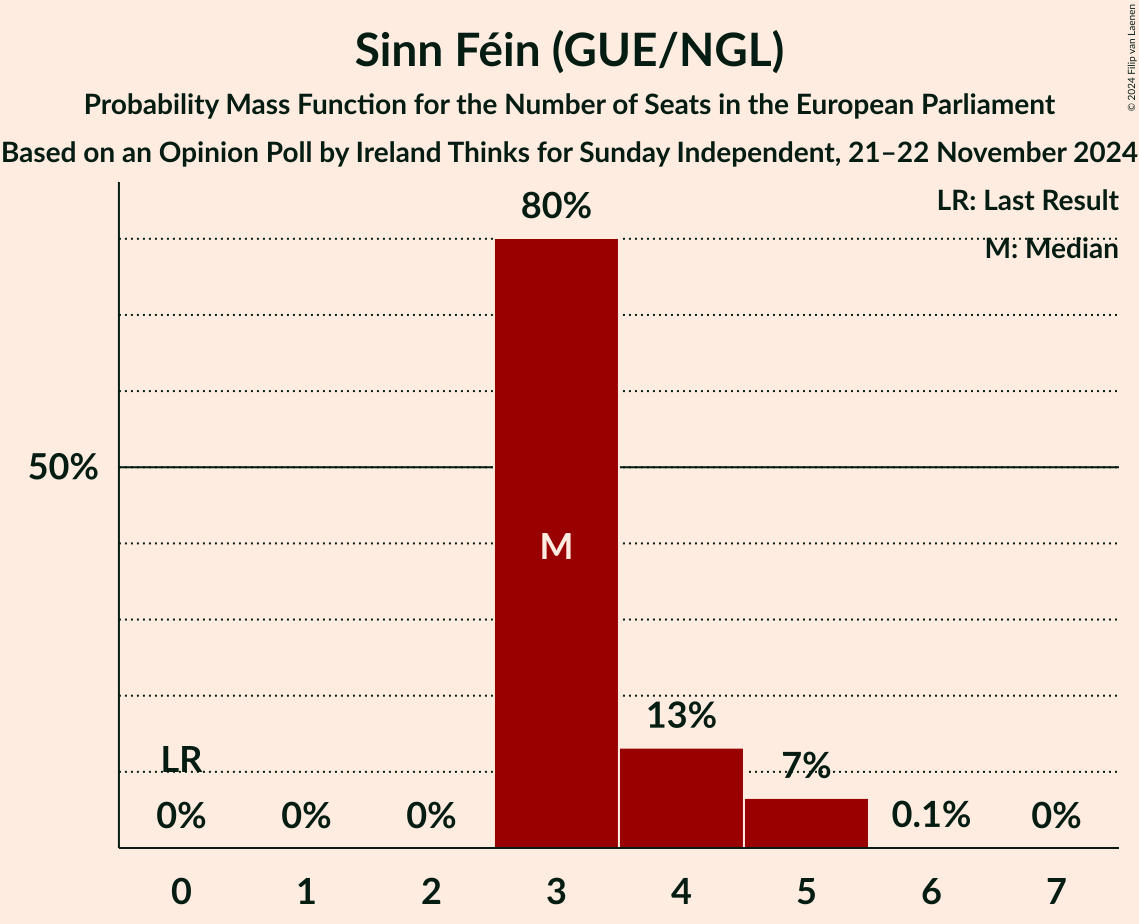 Sinn Féin (GUE/NGL)
Probability Mass Function for the Number of Seats in the European Parliament
Based on an Opinion Poll by Ireland Thinks for Sunday Independent, 21–22 November 2024
© 2024 Filip van Laenen
LR: Last Result
M: Median
80%
50%
M
13%
LR
7%
0% 0% 0% 0.1% 0%
0 1 2 3 4 5 6 7